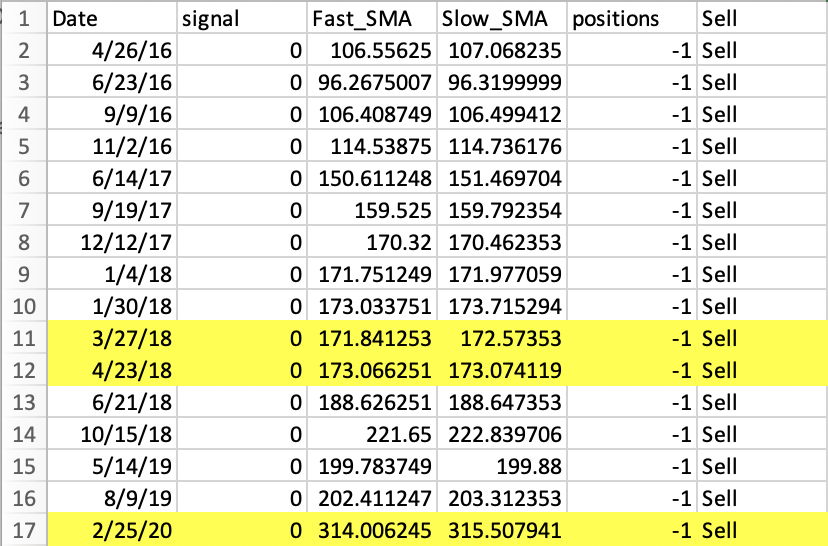 1 Date signal Fast_SMA Slow_SMA positions Sell
2 4/26/16 0 106.55625 107.068235 -1 Sell
3 6/23/16 0 96.2675007 96.3199999 -1 Sell
4 9/9/16 0 106.408749 106.499412 -1 Sell
5 11/2/16 0 114.53875 114.736176 -1 Sell
6 6/14/17 0 150.611248 151.469704 -1 Sell
7 9/19/17 0 159.525 159.792354 -1 Sell
8 12/12/17 0 170.32 170.462353 -1 Sell
9 1/4/18 0 171.751249 171.977059 -1 Sell
10 1/30/18 0 173.033751 173.715294 -1 Sell
11 3/27/18 0 171.841253 172.57353 -1 Sell
12 4/23/18 0 173.066251 173.074119 -1 Sell
13 6/21/18 0 188.626251 188.647353 -1 Sell
14 10/15/18 0 221.65 222.839706 -1 Sell
15 5/14/19 0 199.783749 199.88 -1 Sell
16 8/9/19 0 202.411247 203.312353 -1 Sell
17 2/25/20 0 314.006245 315.507941 -1 Sell